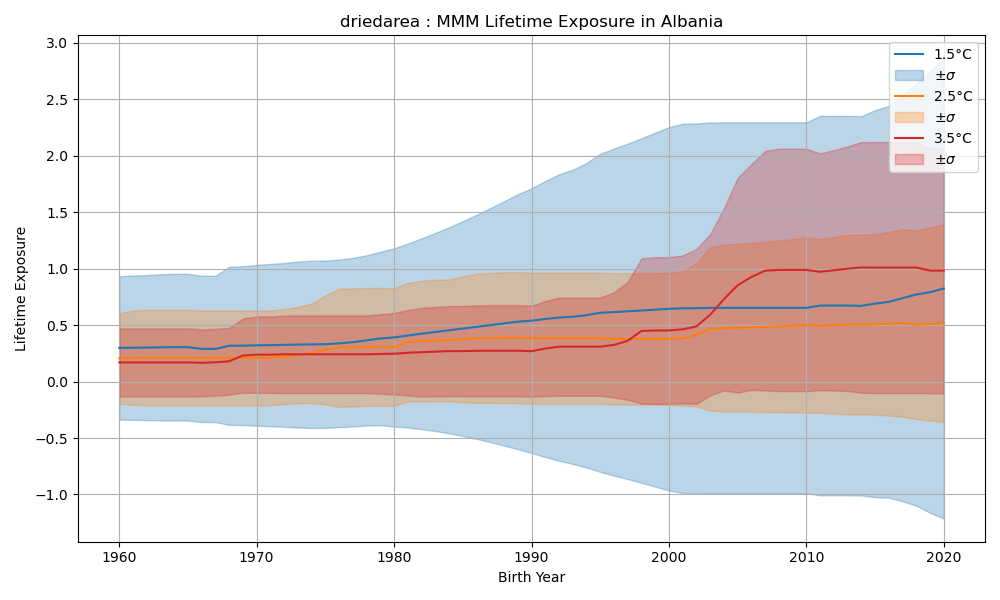 driedarea : MMM Lifetime Exposure in Albania
3.0
2.5
2.0
1.5
1.0
0.5
0.0
−0.5
−1.0
Lifetime Exposure
1.5°C
±σ
2.5°C
±σ
3.5°C
±σ
1960 1970 1980 1990 2000 2010 2020
Birth Year